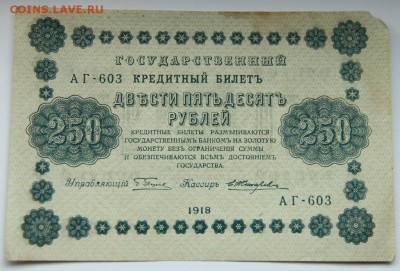 COINS.LAVE.RU
ГОСУДАРСТВЕННЫЙ
АГ-603 КРЕДИТНЫЙ БИЛЕТЪ
ДВѢСТИ ПЯТЬДЕСЯТЪ
РУБЛЕЙ
250 250
КРЕДИТНЫЕ БИЛЕТЫ РАЗМѢНИВАЮТСЯ
ГОСУДАРСТВЕННЫМЪ БАНКОМЪ НА ЗОЛОТУЮ
МОНЕТУ БЕЗЪ ОГРАНИЧЕНІЯ СУММЫ
И ОБЕЗПЕЧИВАЮТСЯ ВСѢМЪ ДОСТОЯНІЕМЪ
ГОСУДАРСТВА.
Управляющій Кассиръ
АГ-603
1918